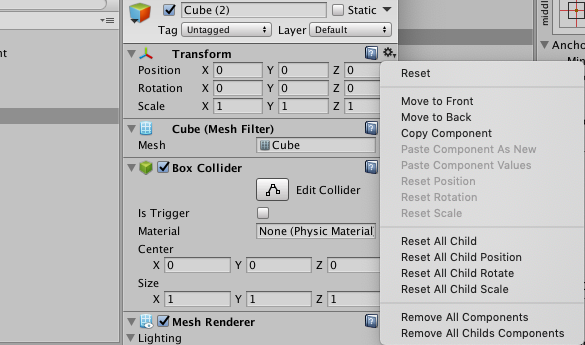 Cube (2)
Static
Tag Untagged Layer Default
Transform
Position X 0 Y 0 Z 0
Rotation X 0 Y 0 Z 0
Scale X 1 Y 1 Z 1
Cube (Mesh Filter)
Mesh Cube
Box Collider
Edit Collider
Is Trigger
Material None (Physic Material
Center
X 0 Y 0 Z 0
Size
X 1 Y 1 Z 1
Mesh Renderer
Lighting
Reset
Move to Front
Move to Back
Copy Component
Paste Component As New
Paste Component Values
Reset Position
Reset Rotation
Reset Scale
Reset All Child
Reset All Child Position
Reset All Child Rotate
Reset All Child Scale
Remove All Components
Remove All Childs Components
middl
Ancho